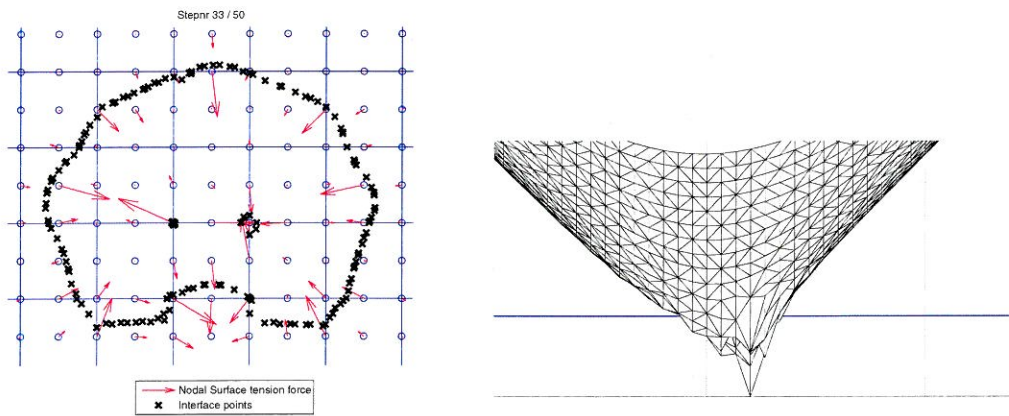 Stepnr 33 / 50
Nodal Surface tension force
Interface points